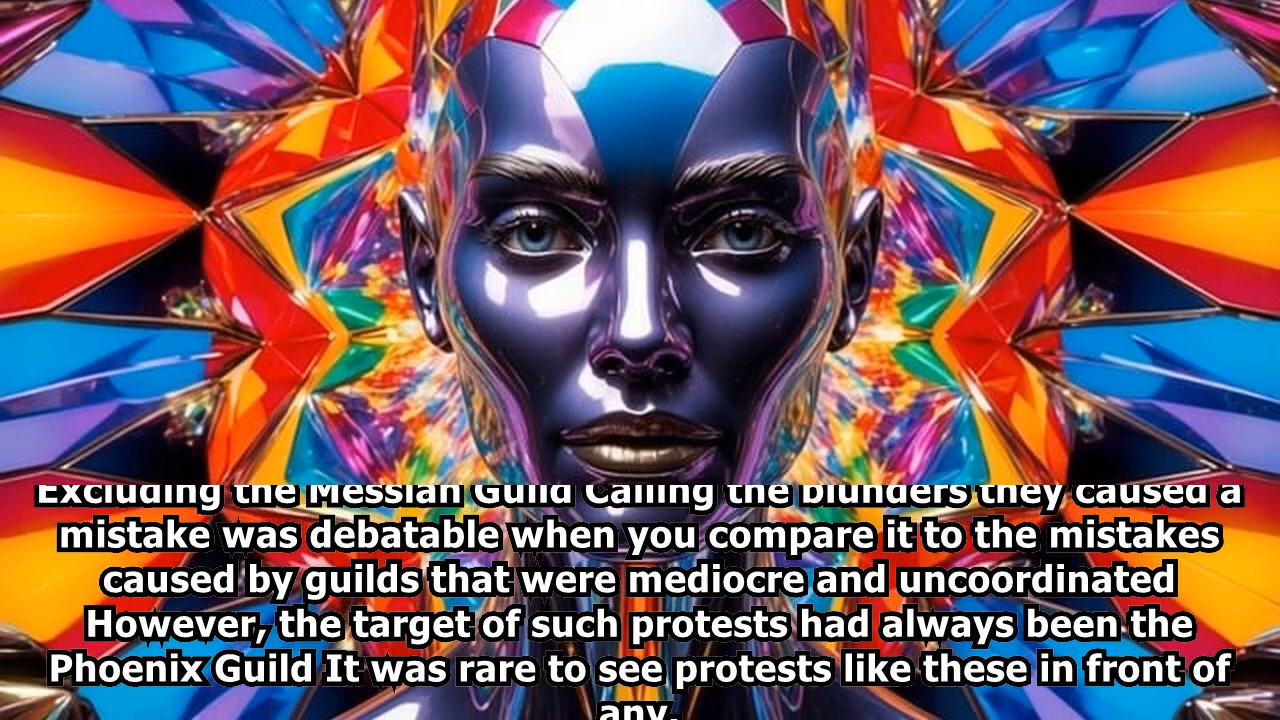 Excluding the Messiah Guild Calling the blunders they caused a
mistake was debatable when you compare it to the mistakes
caused by guilds that were mediocre and uncoordinated
However, the target of such protests had always been the
Phoenix Guild It was rare to see protests like these in front of
any.